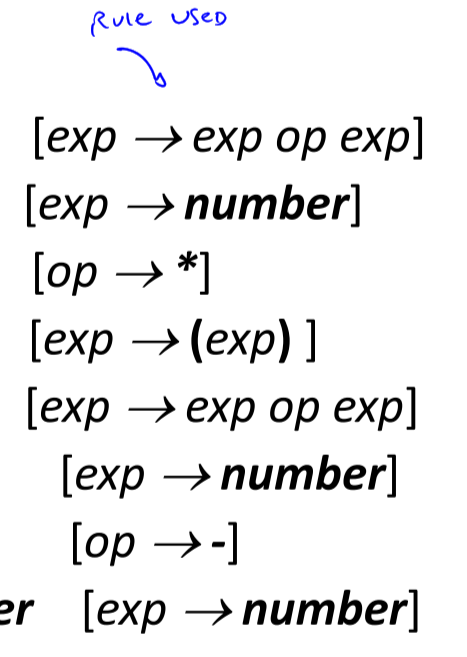 Rule used
[exp → exp op exp]
[exp → number]
[op → *]
[exp → (exp) ]
[exp → exp op exp]
[exp → number]
[op → -]
er [exp → number]